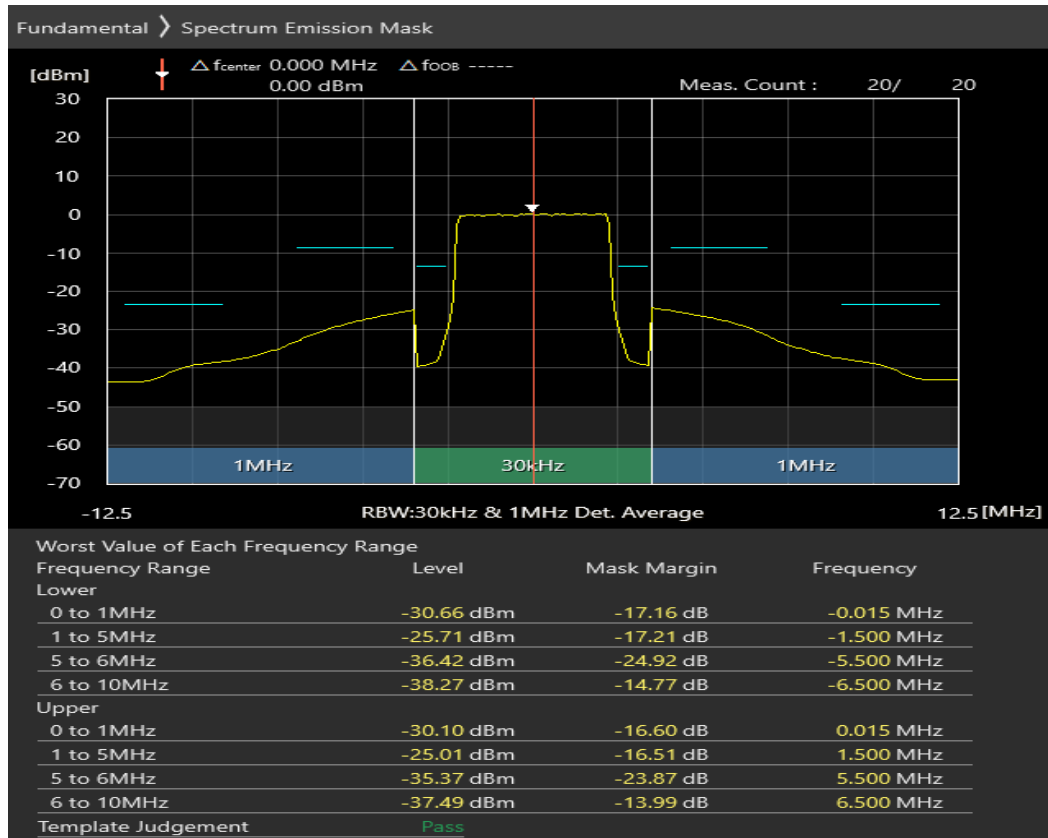 Fundamental 〉 Spectrum Emission Mask
[dBm] △ fcenter 0.000 MHz △ fOOB -----
0.00 dBm Meas. Count : 20/ 20
30
20
10
0
-10
-20
-30
-40
-50
-60
1MHz 30kHz 1MHz
-70
-12.5 RBW:30kHz & 1MHz Det. Average 12.5 [MHz]
Worst Value of Each Frequency Range
Frequency Range Level Mask Margin Frequency
Lower
0 to 1MHz -30.66 dBm -17.16 dB -0.015 MHz
1 to 5MHz -25.71 dBm -17.21 dB -1.500 MHz
5 to 6MHz -36.42 dBm -24.92 dB -5.500 MHz
6 to 10MHz -38.27 dBm -14.77 dB -6.500 MHz
Upper
0 to 1MHz -30.10 dBm -16.60 dB 0.015 MHz
1 to 5MHz -25.01 dBm -16.51 dB 1.500 MHz
5 to 6MHz -35.37 dBm -23.87 dB 5.500 MHz
6 to 10MHz -37.49 dBm -13.99 dB 6.500 MHz
Template Judgement Pass